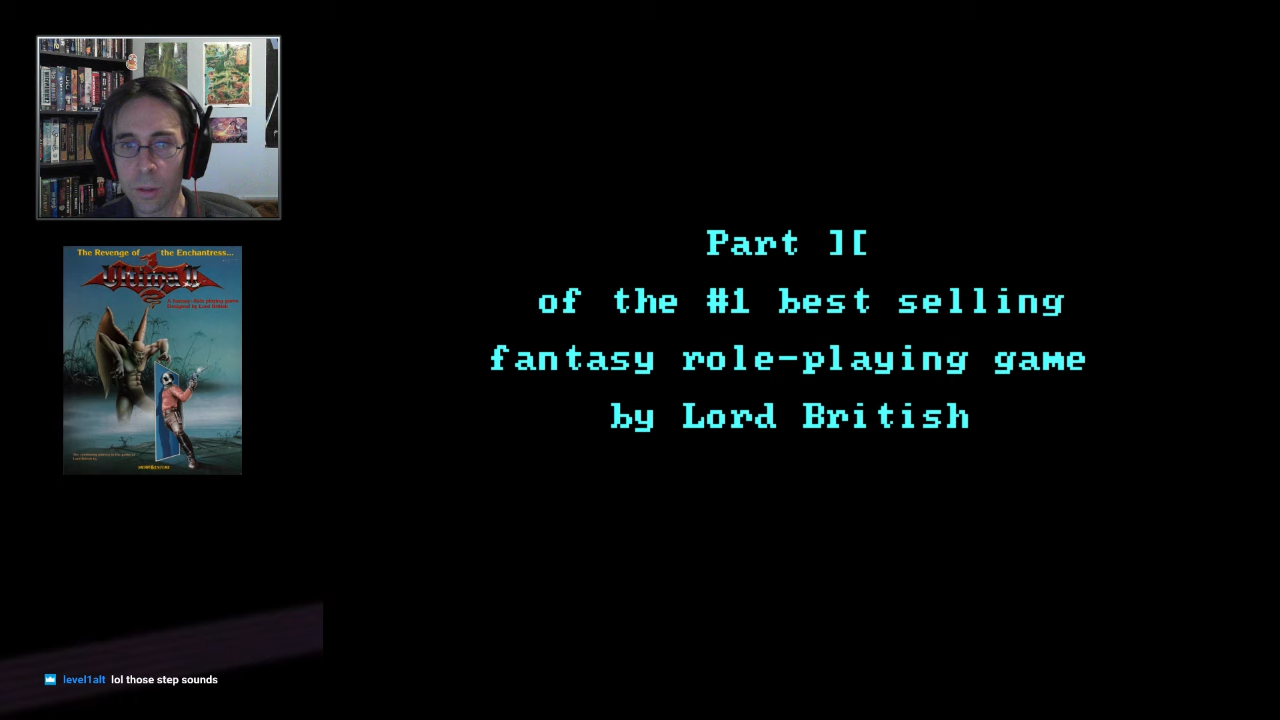 Part ][
of the #1 best selling
fantasy role-playing game
by Lord British
The Revenge of the Enchantress...
Ultima II
level1alt lol those step sounds